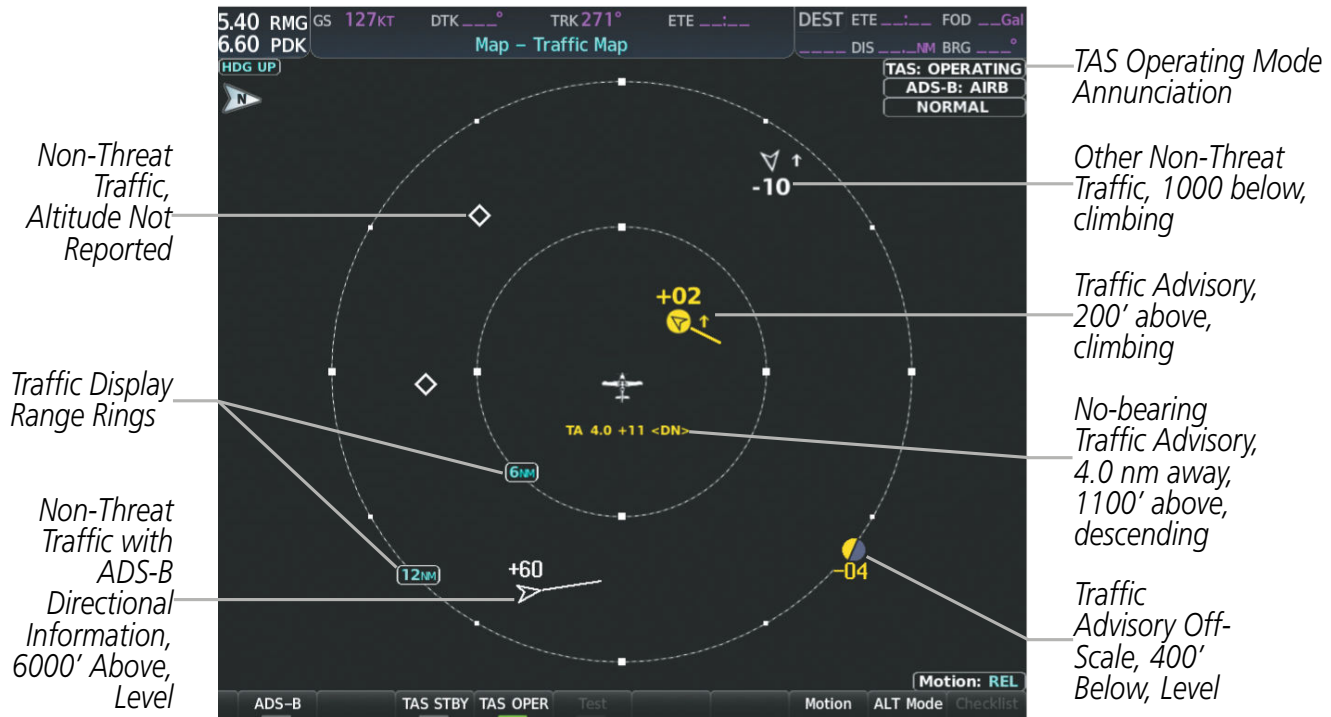 5.40 RMG GS 127KT DTK ___° TRK 271° ETE __:__ DEST ETE __:__ FOD __Gal
6.60 PDK Map – Traffic Map ____ DIS __._NM BRG ___°
HDG UP
N
TAS: OPERATING
ADS-B: AIRB
NORMAL
TAS Operating Mode
Annunciation
Non-Threat
Traffic,
Altitude Not
Reported
-10
Other Non-Threat
Traffic, 1000 below,
climbing
+02
Traffic Advisory,
200’ above,
climbing
Traffic Display
Range Rings
TA 4.0 +11 <DN>
No-bearing
Traffic Advisory,
4.0 nm away,
1100’ above,
descending
6NM
12NM
Non-Threat
Traffic with
ADS-B
Directional
Information,
6000’ Above,
Level
+60
-04
Traffic
Advisory Off-
Scale, 400’
Below, Level
Motion: REL
ADS-B TAS STBY TAS OPER Test Motion ALT Mode Checklist